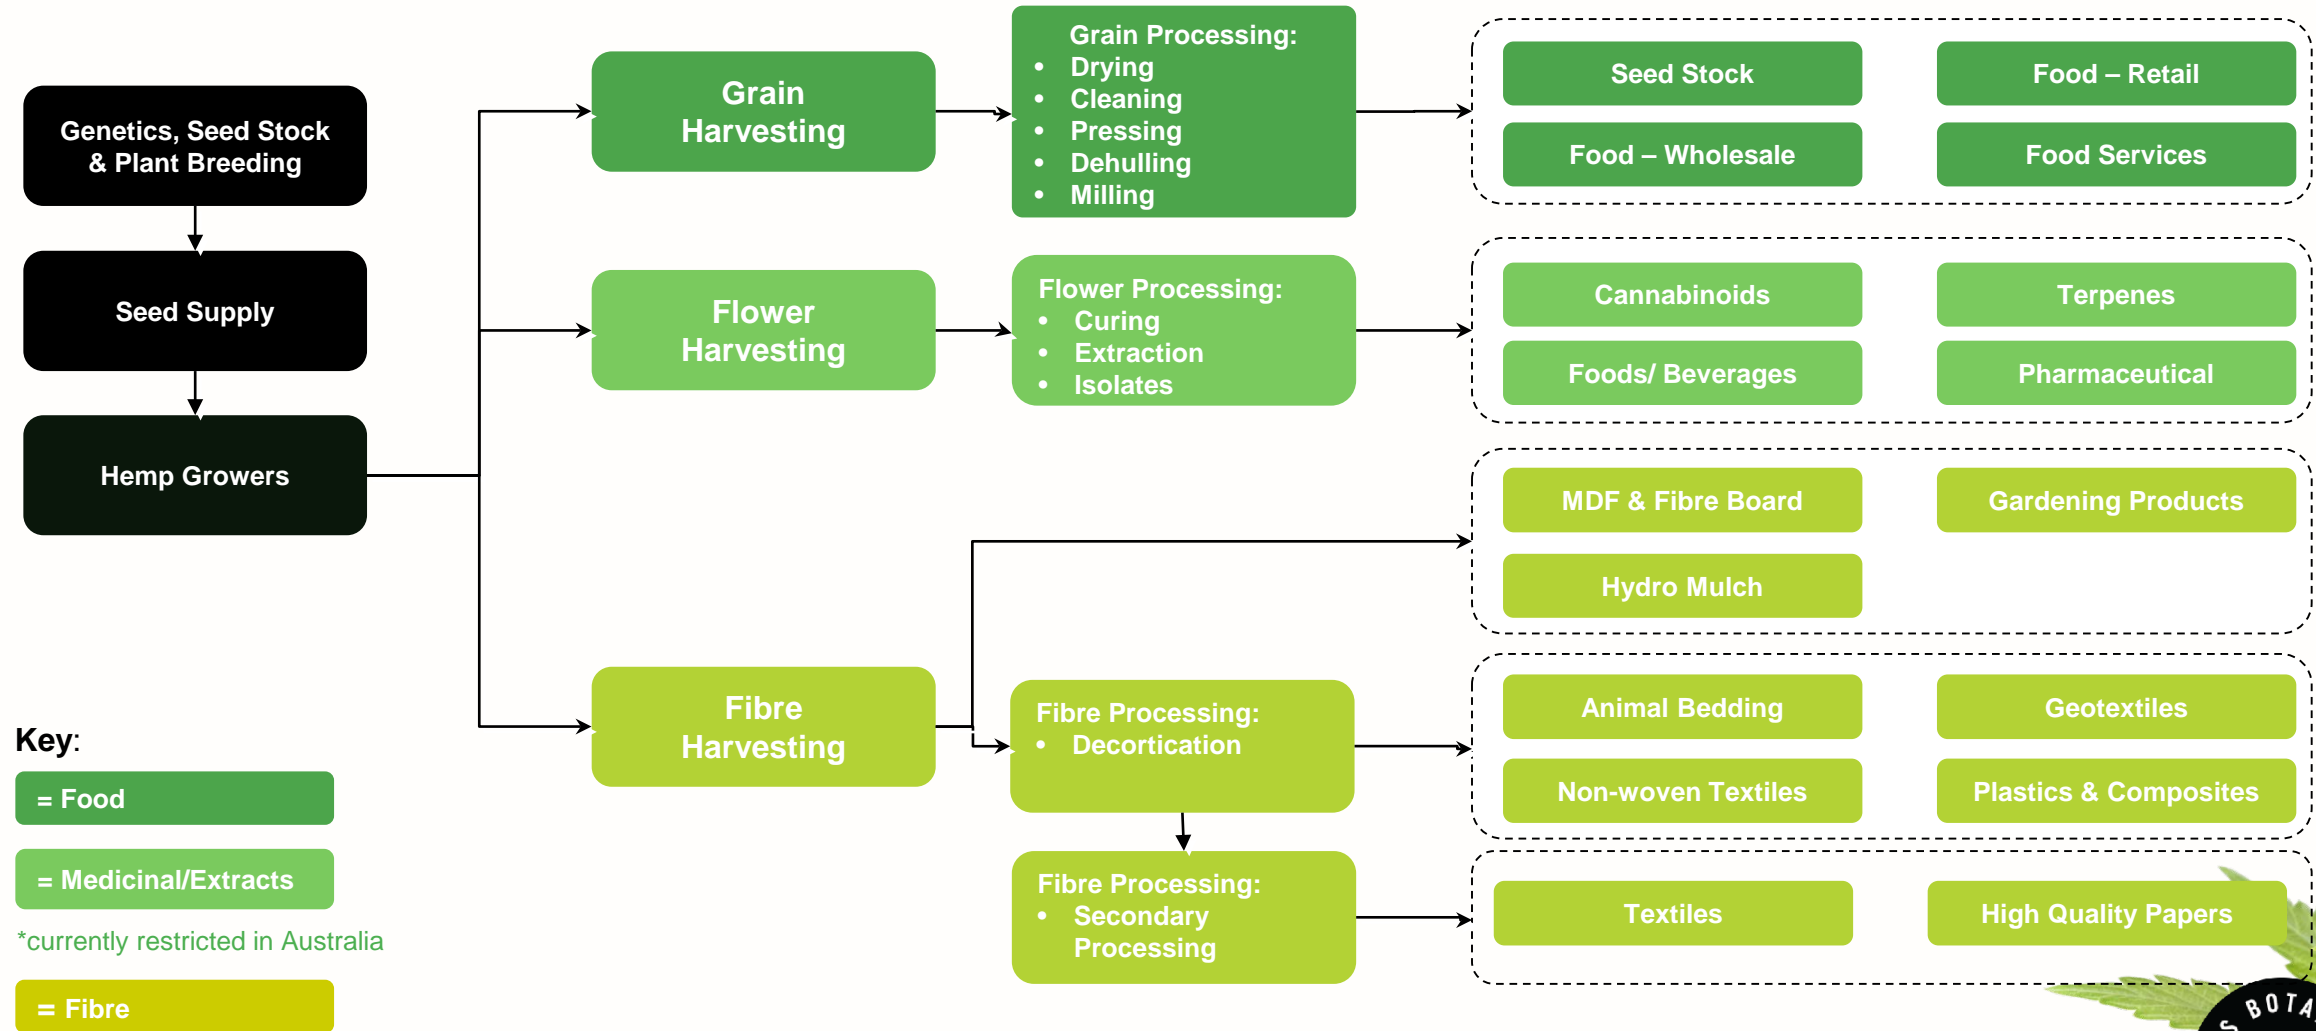 Genetics, Seed Stock
& Plant Breeding
Seed Supply
Hemp Growers
Grain
Harvesting
Grain Processing:
• Drying
• Cleaning
• Pressing
• Dehulling
• Milling
Seed Stock
Food – Retail
Food – Wholesale
Food Services
Flower
Harvesting
Flower Processing:
• Curing
• Extraction
• Isolates
Cannabinoids
Terpenes
Foods/ Beverages
Pharmaceutical
MDF & Fibre Board
Gardening Products
Hydro Mulch
Fibre
Harvesting
Fibre Processing:
• Decortication
Animal Bedding
Geotextiles
Non-woven Textiles
Plastics & Composites
Fibre Processing:
• Secondary
Processing
Textiles
High Quality Papers
Key:
= Food
= Medicinal/Extracts
*currently restricted in Australia
= Fibre